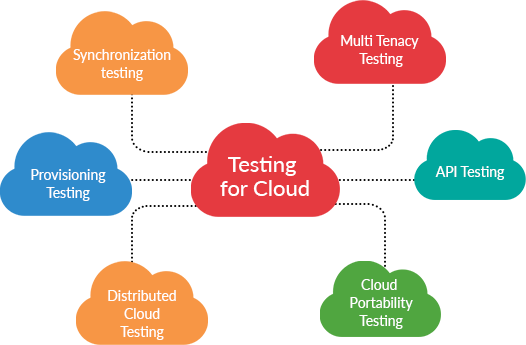 Synchronization
testing
Multi Tenacy
Testing
Provisioning
Testing
Testing
for Cloud
API Testing
Distributed
Cloud
Testing
Cloud
Portability
Testing